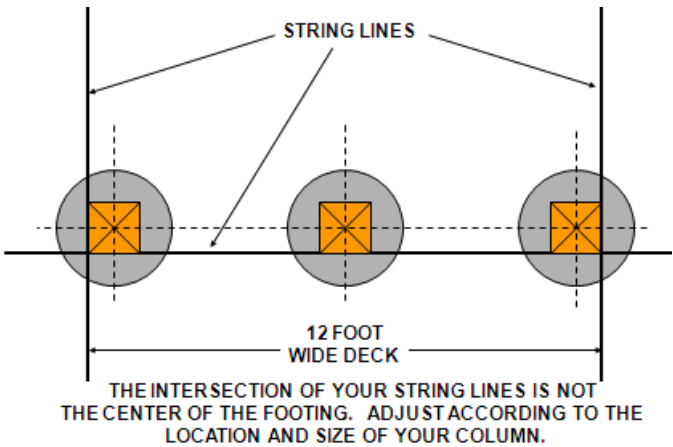 STRING LINES
12 FOOT
WIDE DECK
THE INTERSECTION OF YOUR STRING LINES IS NOT
THE CENTER OF THE FOOTING. ADJUST ACCORDING TO THE
LOCATION AND SIZE OF YOUR COLUMN.